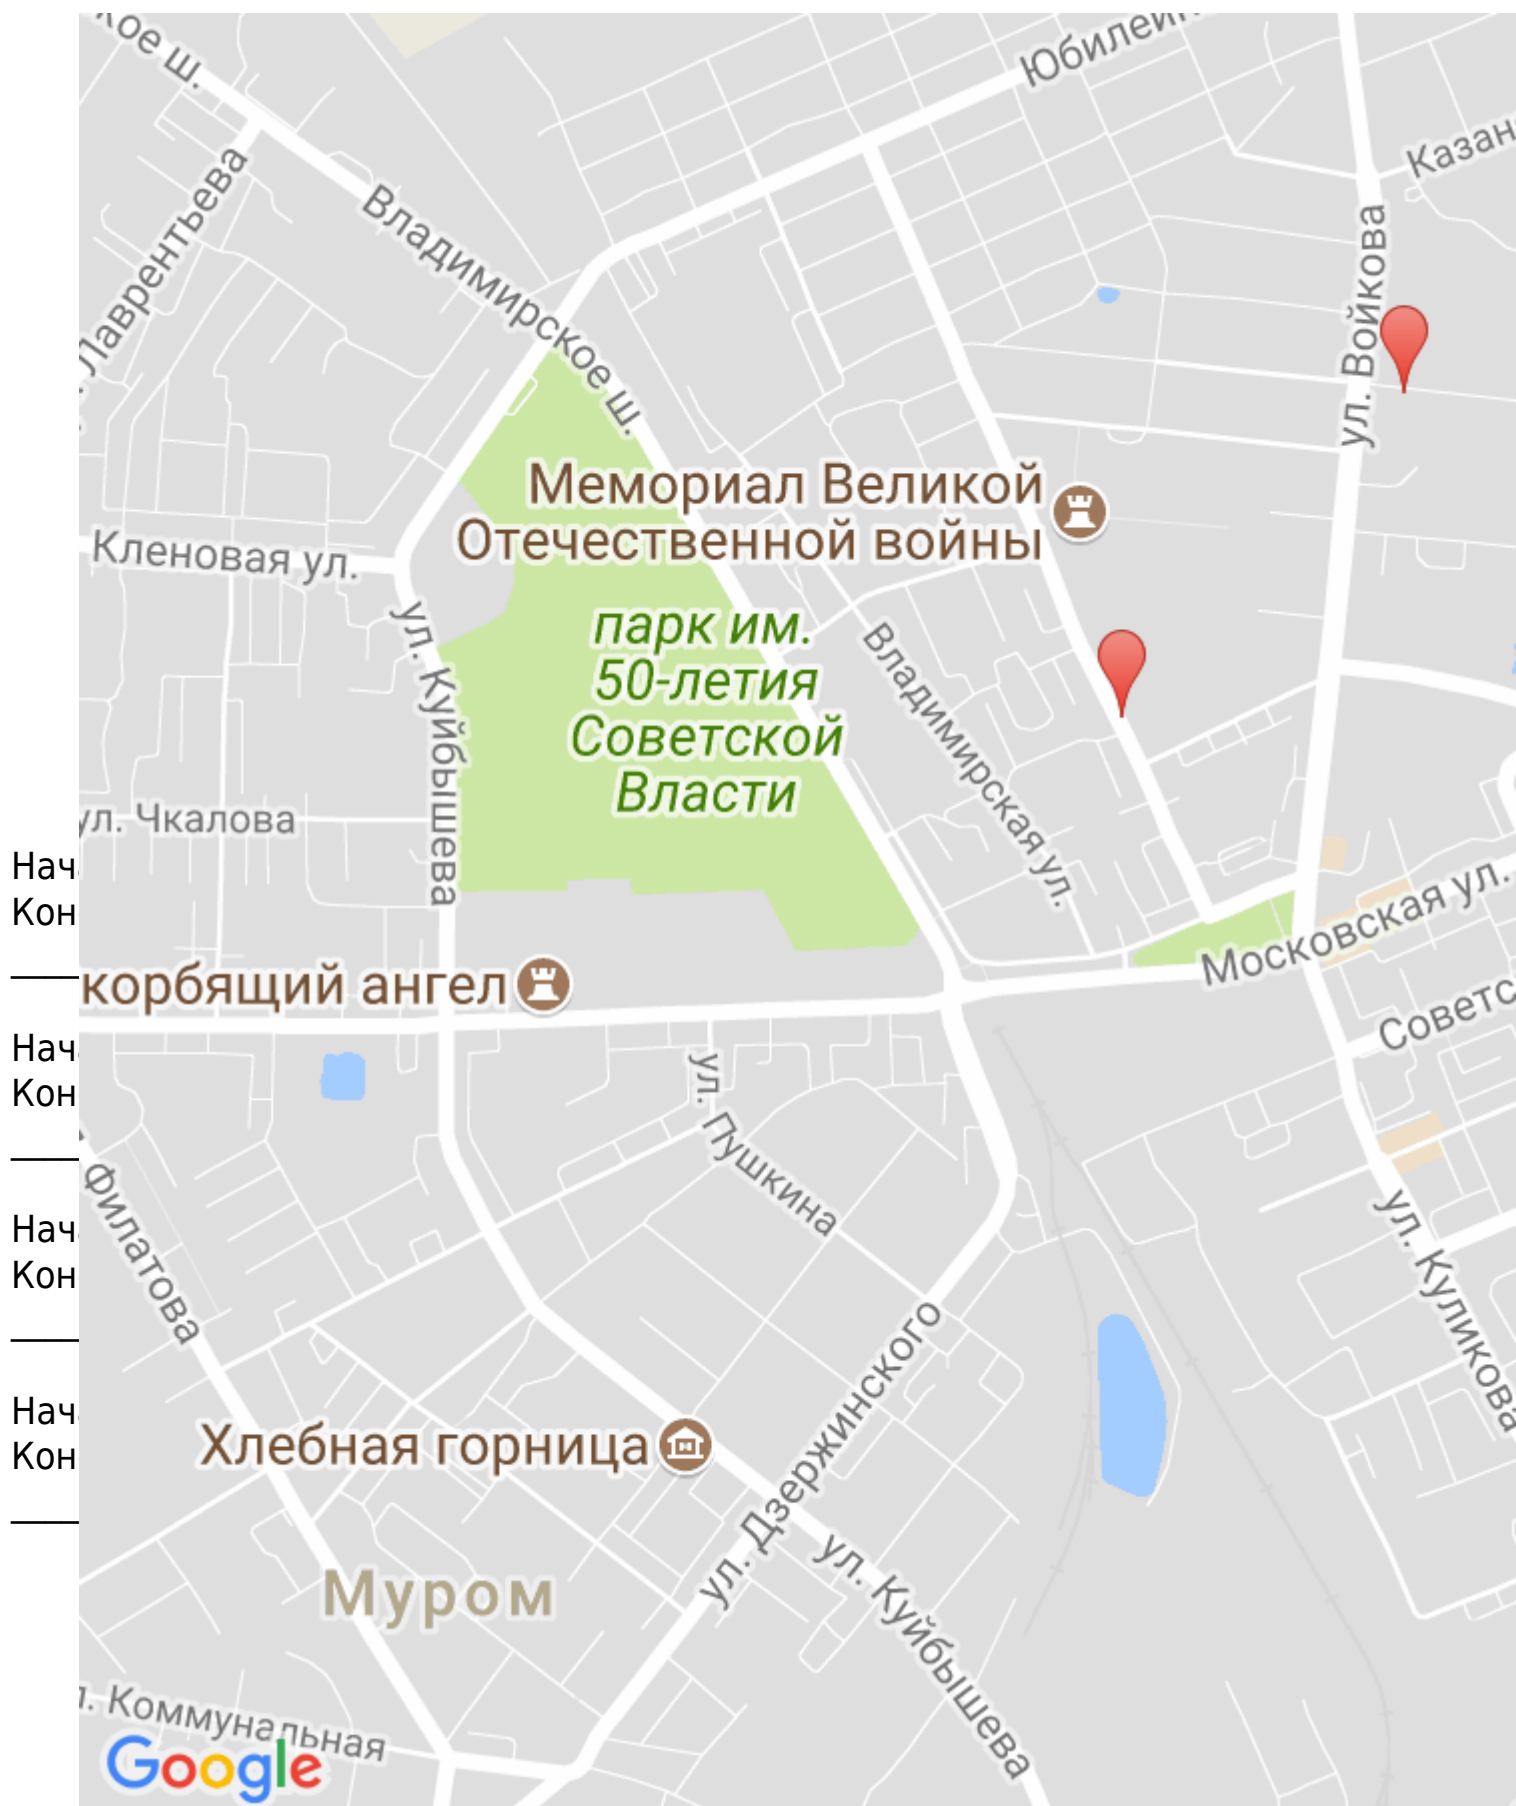 кое ш.
Юбилейн
Казан
Лаврентьева
Владимирское ш.
ул. Войкова
Мемориал Великой
Отечественной войны
Кленовая ул.
ул. Куйбышева
парк им.
50-летия
Советской
Власти
Владимирская ул.
ул. Чкалова
Нач
Кон
Московская ул.
корбящий ангел
Советс
Нач
Кон
ул. Пушкина
Филатова
ул. Куликова
Нач
Кон
ул. Дзержинского
Нач
Кон
Хлебная горница
ул. Куйбышева
Муром
л. Коммунальная
Google